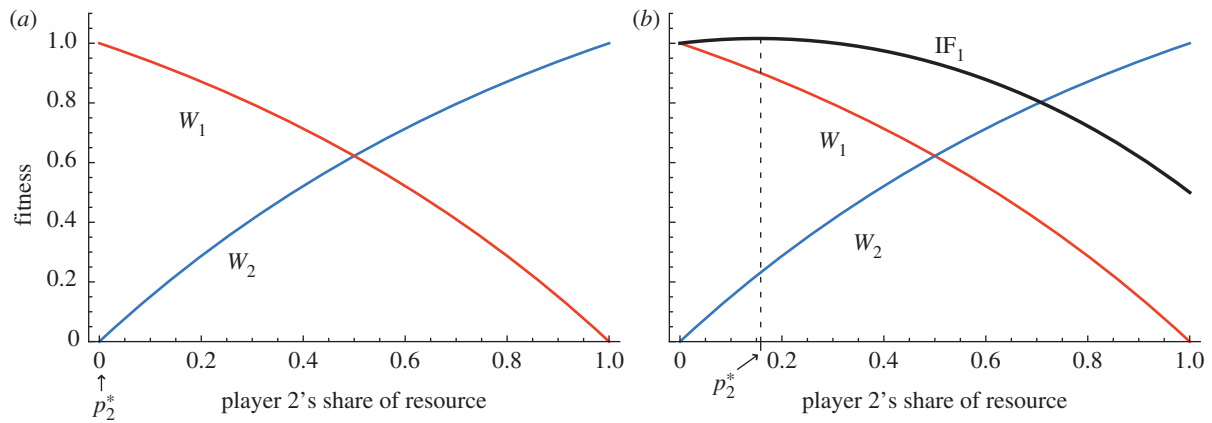 (a)
1.0
0.8
0.6
0.4
0.2
0
fitness
W1
W2
0 0.2 0.4 0.6 0.8 1.0
↑
p2*
player 2's share of resource
(b)
IF1
W1
W2
0 0.2 0.4 0.6 0.8 1.0
p2*
player 2's share of resource